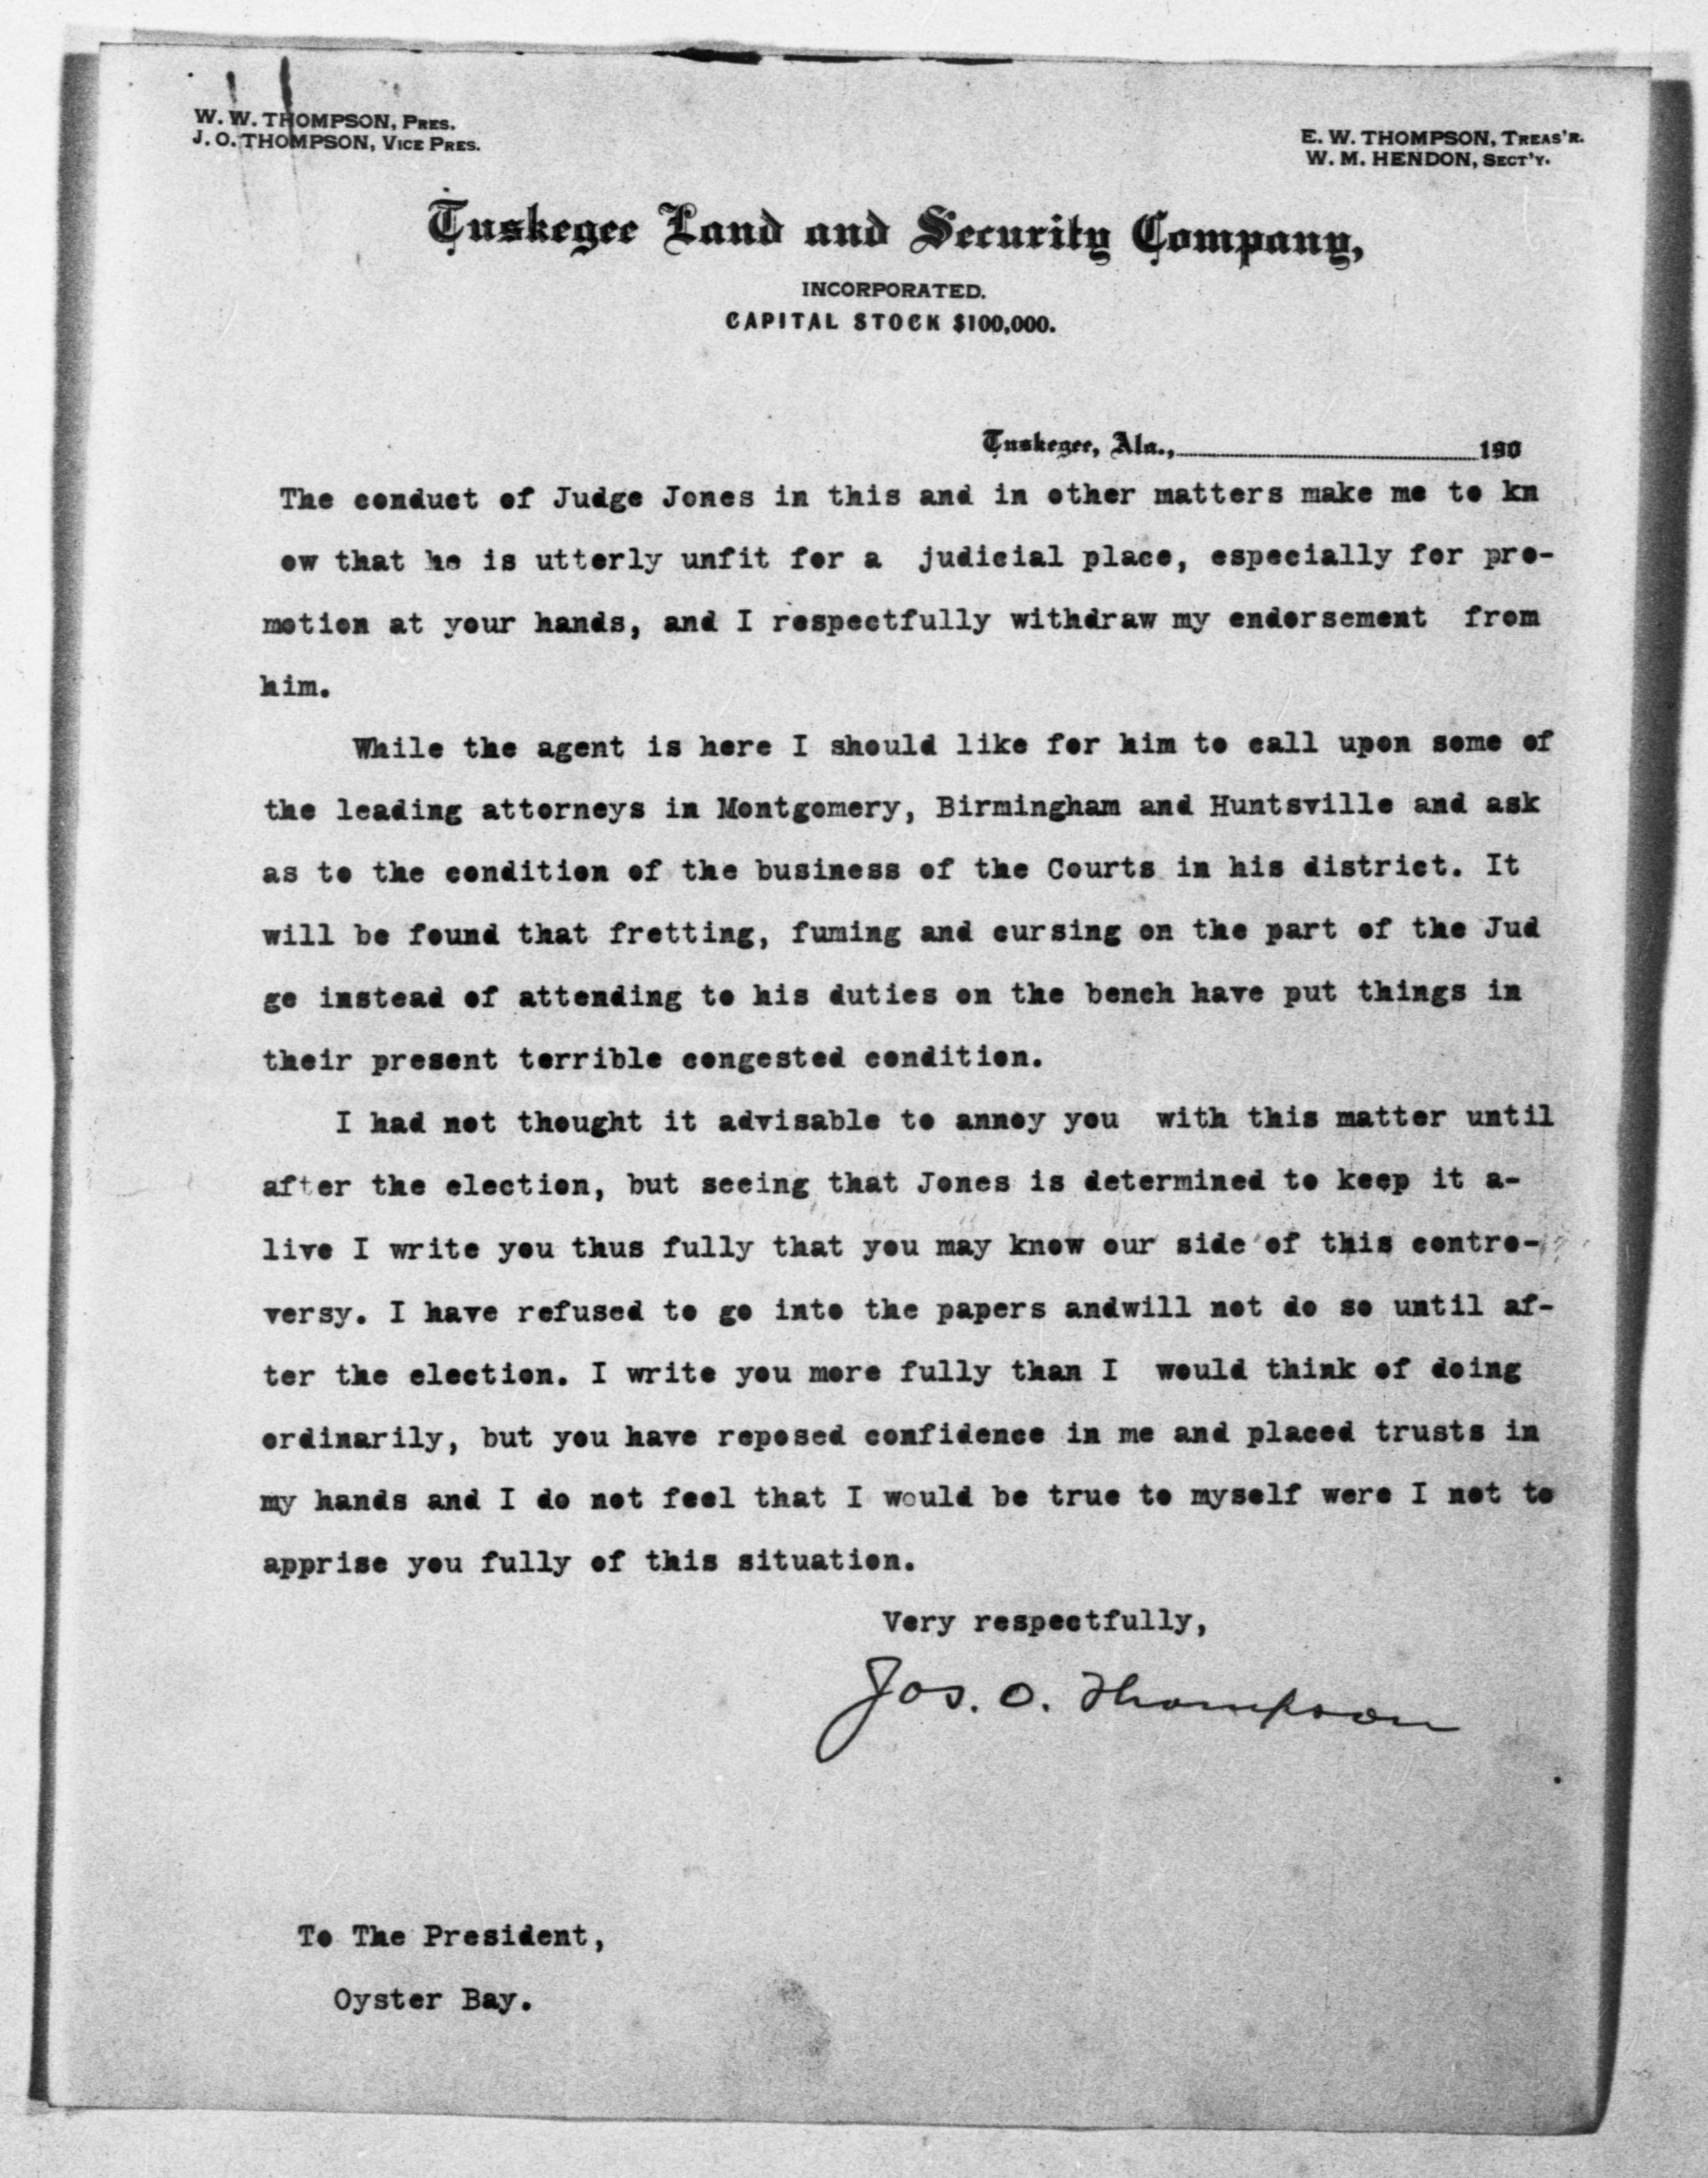 W. W. THOMPSON, PRES.
J. O. THOMPSON, VICE PRES.
E. W. THOMPSON, TREAS'R.
W. M. HENDON, SECT'Y.
Tuskegee Land and Security Company,
INCORPORATED.
CAPITAL STOCK $100,000.
Tuskegee, Ala., 190
The conduct of Judge Jones in this and in other matters make me to kn
ow that he is utterly unfit for a judicial place, especially for pro-
motion at your hands, and I respectfully withdraw my endorsement from
him.
While the agent is here I should like for him to call upon some of
the leading attorneys in Montgomery, Birmingham and Huntsville and ask
as to the condition of the business of the Courts in his district. It
will be found that fretting, fuming and cursing on the part of the Jud
ge instead of attending to his duties on the bench have put things in
their present terrible congested condition.
I had not thought it advisable to annoy you with this matter until
after the election, but seeing that Jones is determined to keep it a-
live I write you thus fully that you may know our side of this contro-
versy. I have refused to go into the papers andwill not do so until af-
ter the election. I write you more fully than I would think of doing
ordinarily, but you have reposed confidence in me and placed trusts in
my hands and I do not feel that I would be true to myself were I not to
apprise you fully of this situation.
Very respectfully,
Jos. O. Thompson
To The President,
Oyster Bay.